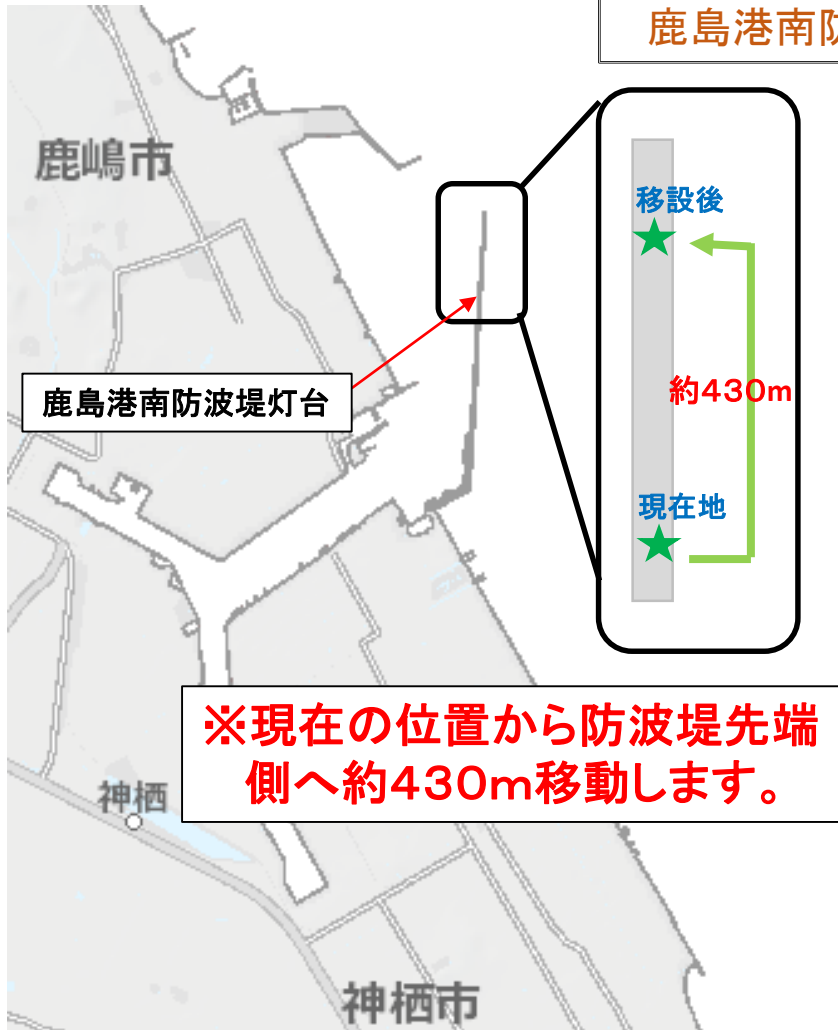 鹿島港南防
鹿嶋市
移設後
約430m
鹿島港南防波堤灯台
現在地
※現在の位置から防波堤先端
側へ約430m移動します。
神栖
神栖市